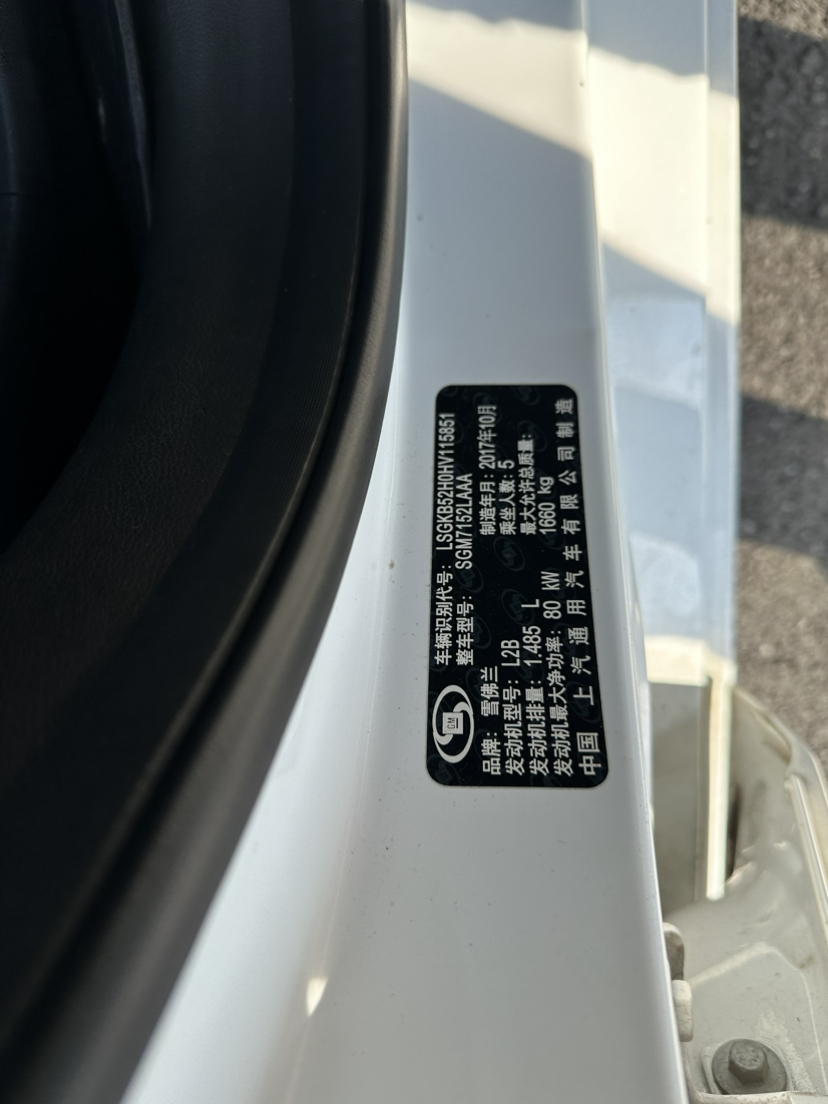 车辆识别代号: LSGKB52H0HV115851
整车型号: SGM7152LAAA
GM
品牌: 雪佛兰 制造年月: 2017年10月
发动机型号: L2B 乘坐人数: 5
发动机排量: 1.485 L 最大允许总质量:
发动机最大净功率: 80 kW 1660 kg
中国 上汽通用汽车有限公司制造